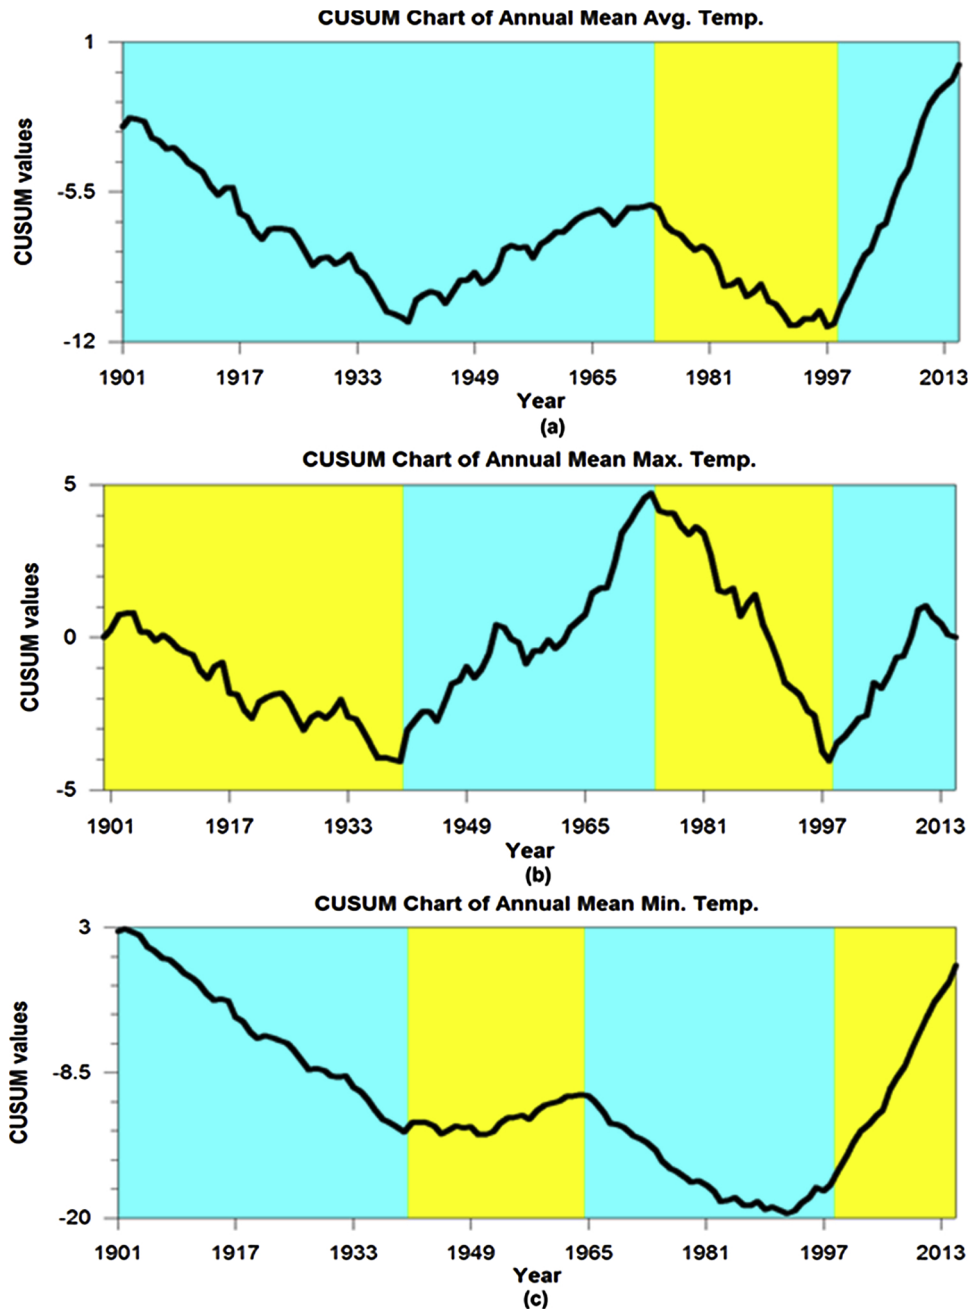 CUSUM Chart of Annual Mean Avg. Temp.
1
-5.5
-12
CUSUM values
1901 1917 1933 1949 1965 1981 1997 2013
Year
(a)
CUSUM Chart of Annual Mean Max. Temp.
5
0
-5
CUSUM values
1901 1917 1933 1949 1965 1981 1997 2013
Year
(b)
CUSUM Chart of Annual Mean Min. Temp.
3
-8.5
-20
CUSUM values
1901 1917 1933 1949 1965 1981 1997 2013
Year
(c)